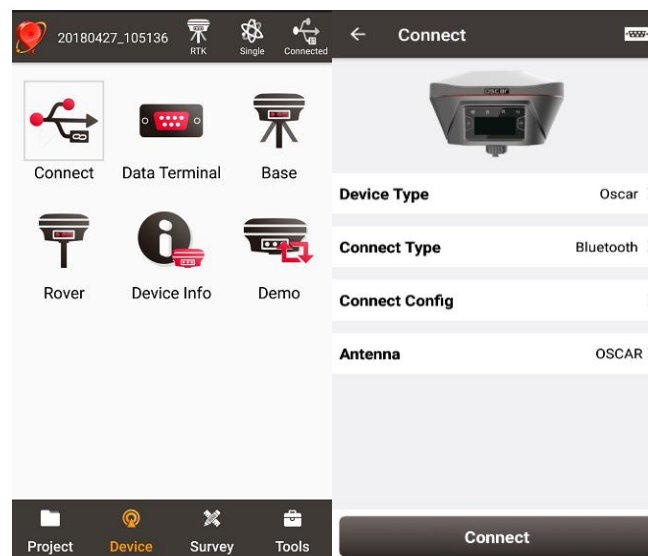 20180427_105136
RTK
Single
Connected
Connect
Data Terminal
Base
Rover
Device Info
Demo
Project
Device
Survey
Tools
Connect
OSCAR
Device Type
Oscar
Connect Type
Bluetooth
Connect Config
Antenna
OSCAR
Connect